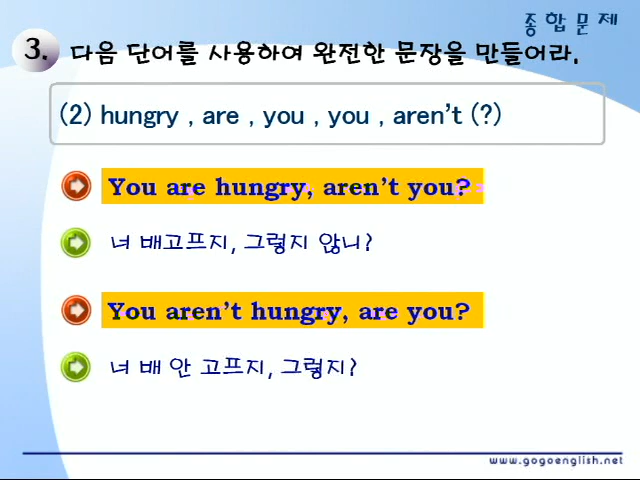 종합문제
3. 다음 단어를 사용하여 완전한 문장을 만들어라.
(2) hungry , are , you , you , aren't (?)
You are hungry, aren't you?
너 배고프지, 그렇지 않니?
You aren't hungry, are you?
너 배 안 고프지, 그렇지?
www.gogoenglish.net